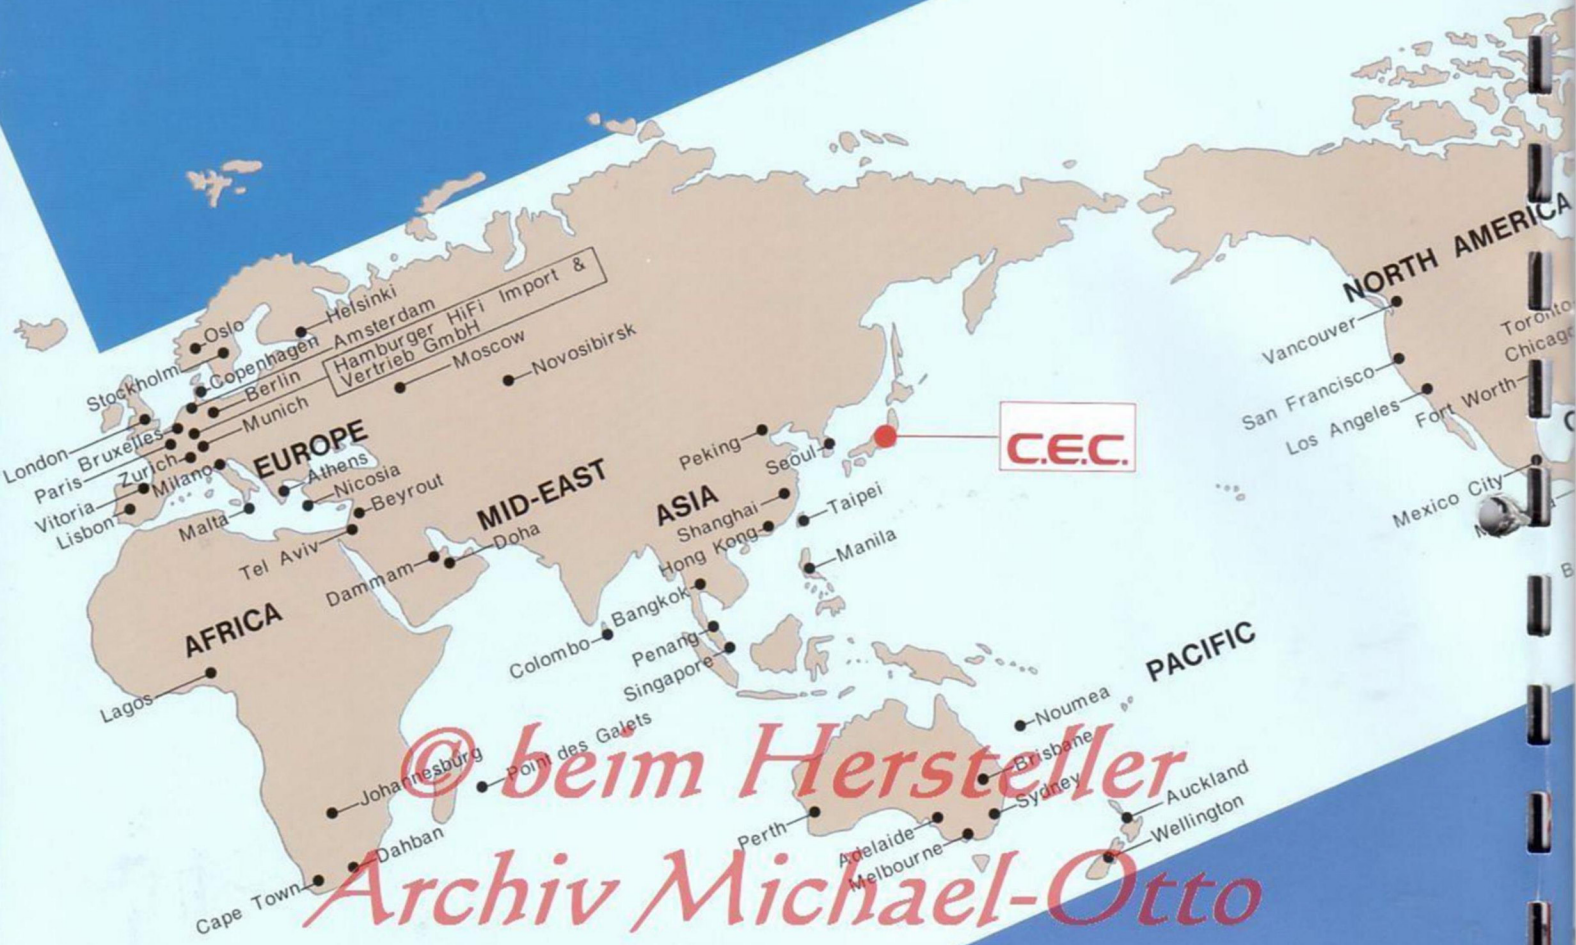 Oslo
Helsinki
Stockholm
Copenhagen
Amsterdam
Berlin
Hamburger HiFi Import &
Vertrieb GmbH
Moscow
Novosibirsk
Munich
London
Bruxelles
Paris
Zurich
Milano
Vitoria
Lisbon
EUROPE
Athens
Nicosia
Beyrout
Malta
Tel Aviv
MID-EAST
Doha
Dammam
AFRICA
Lagos
Johannesburg
Point des Galets
Dahban
Cape Town
ASIA
Peking
Seoul
Shanghai
Taipei
Hong Kong
Manila
Bangkok
Colombo
Penang
Singapore
C.E.C.
PACIFIC
Noumea
Brisbane
Sydney
Perth
Adelaide
Melbourne
Auckland
Wellington
NORTH AMERICA
Vancouver
San Francisco
Los Angeles
Fort Worth
Toronto
Chicago
Mexico City
© beim Hersteller
Archiv Michael-Otto